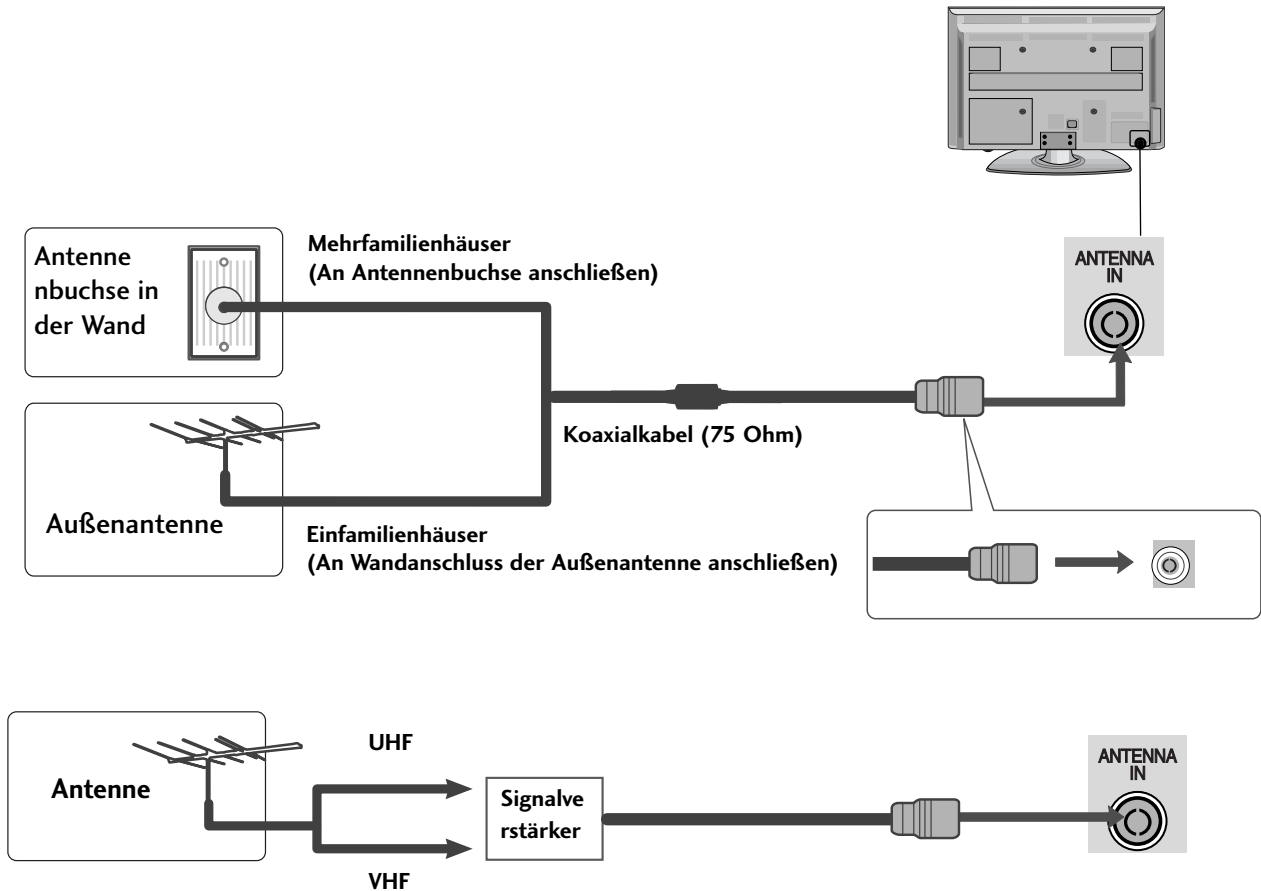 Mehrfamilienhäuser
(An Antennenbuchse anschließen)
Antenne
nbuchse in
der Wand
ANTENNA
IN
Koaxialkabel (75 Ohm)
Außenantenne
Einfamilienhäuser
(An Wandanschluss der Außenantenne anschließen)
UHF
Antenne
Signalve
rstärker
VHF
ANTENNA
IN